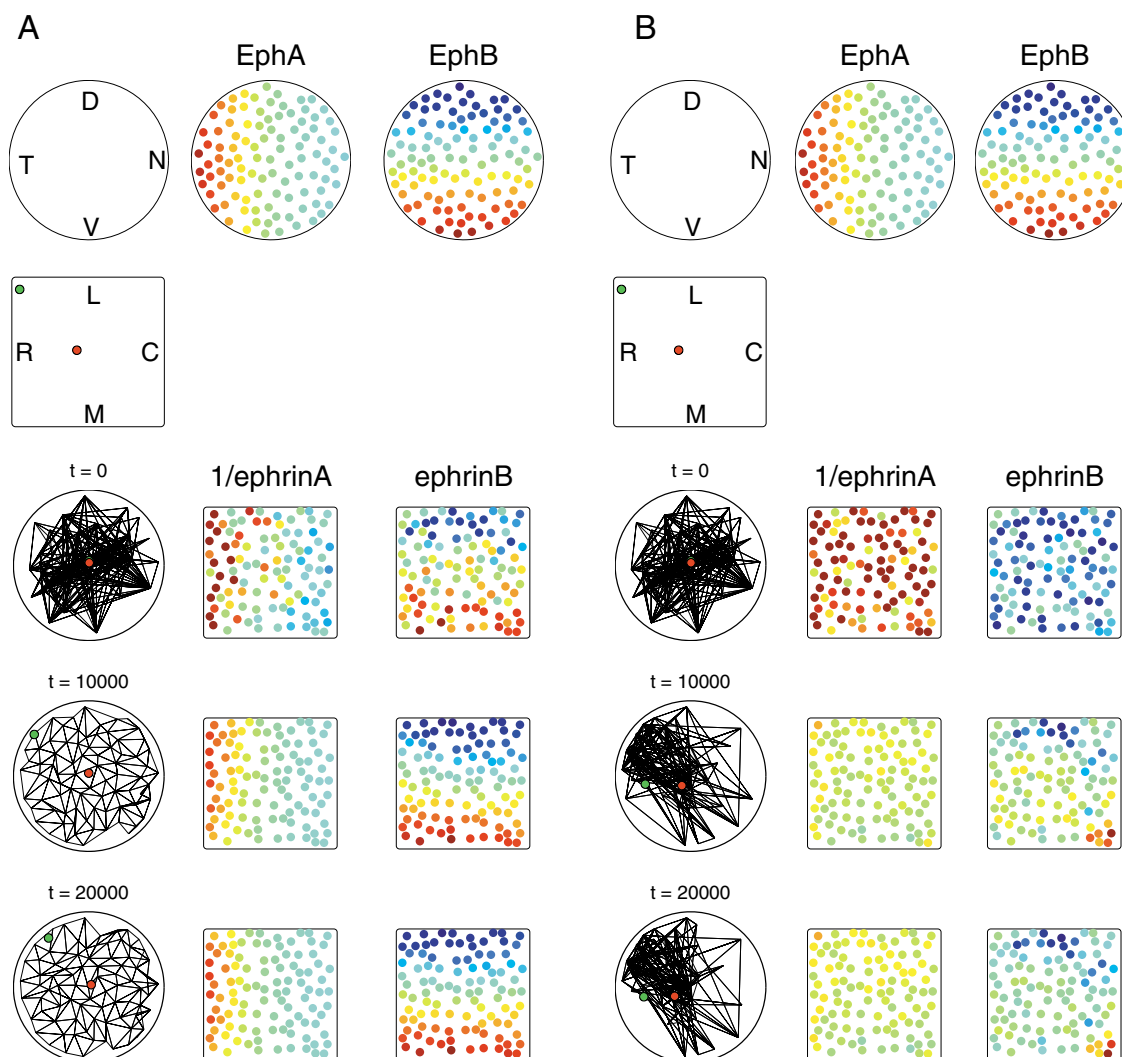 A
EphA EphB
D
T N
V
L
R C
M
t = 0 1/ephrinA ephrinB
t = 10000
t = 20000
B
EphA EphB
D
T N
V
L
R C
M
t = 0 1/ephrinA ephrinB
t = 10000
t = 20000